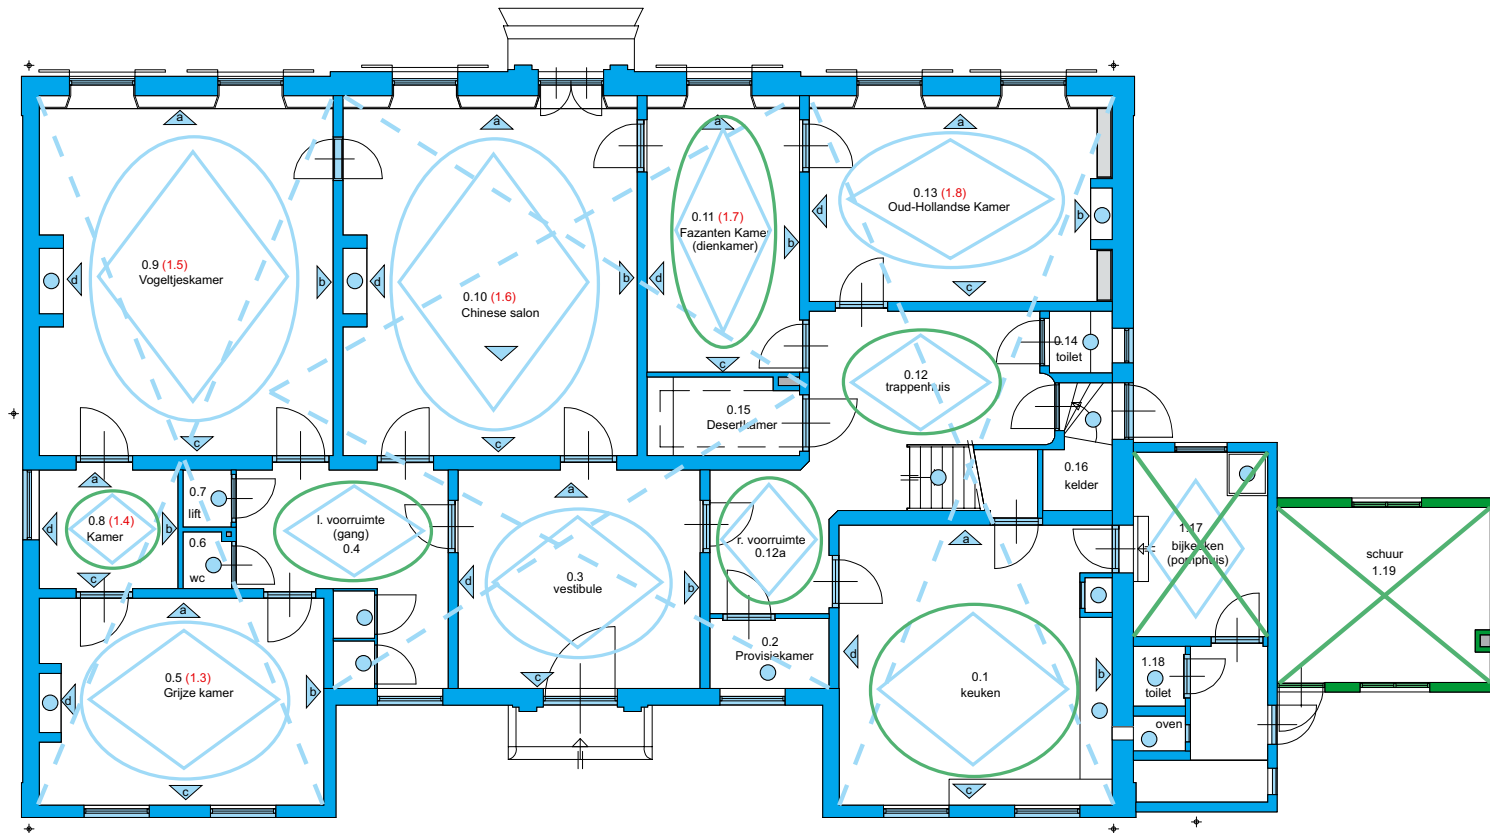 a
a
a
a
0.9 (1.5)
Vogeltjeskamer
d
b
c
0.10 (1.6)
Chinese salon
d
b
c
0.11 (1.7)
Fazanten Kame
(dienkamer)
d
b
c
0.13 (1.8)
Oud-Hollandse Kamer
d
b
c
0.12
trappenhuis
0.14
toilet
0.15
Desertkamer
0.16
kelder
a
0.8 (1.4)
Kamer
d
b
c
0.7
lift
0.6
wc
l. voorruimte
(gang)
0.4
a
0.3
vestibule
d
b
c
r. voorruimte
0.12a
0.2
Provisiekamer
a
0.5 (1.3)
Grijze kamer
d
b
c
a
0.1
keuken
d
b
c
1.17
bijkeuken
(pomphuis)
1.18
toilet
oven
schuur
1.19